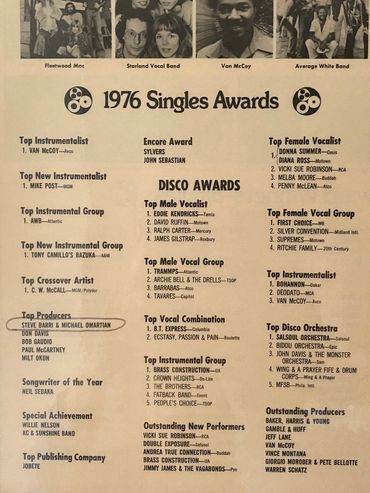 Fleetwood Mac
Starland Vocal Band
Van McCoy
Average White Band
1976 Singles Awards
Top Instrumentalist
1. VAN McCOY—Avco
Top New Instrumentalist
1. MIKE POST—MGM
Top Instrumental Group
1. AWB—Atlantic
Top New Instrumental Group
1. TONY CAMILLO'S BAZUKA—A&M
Top Crossover Artist
1. C. W. McCALL—MGM/Polydor
Top Producers
STEVE BARRI & MICHAEL OMARTIAN
DON DAVIS
BOB GAUDIO
PAUL McCARTNEY
MILT OKUN
Songwriter of the Year
NEIL SEDAKA
Special Achievement
WILLIE NELSON
KC & SUNSHINE BAND
Top Publishing Company
JOBETE
Encore Award
SYLVERS
JOHN SEBASTIAN
DISCO AWARDS
Top Male Vocalist
1. EDDIE KENDRICKS—Tamla
2. DAVID RUFFIN—Motown
3. RALPH CARTER—Mercury
4. JAMES GILSTRAP—Roxbury
Top Male Vocal Group
1. TRAMMPS—Atlantic
2. ARCHIE BELL & THE DRELLS—TSOP
3. BARRABAS—Atco
4. TAVARES—Capitol
Top Vocal Combination
1. B.T. EXPRESS—Columbia
2. ECSTASY, PASSION & PAIN—Roulette
Top Instrumental Group
1. BRASS CONSTRUCTION—UA
2. CROWN HEIGHTS—De-Lite
3. THE BROTHERS—RCA
4. FATBACK BAND—Event
5. PEOPLE'S CHOICE—TSOP
Outstanding New Performers
VICKI SUE ROBINSON—RCA
DOUBLE EXPOSURE—Salsoul
ANDREA TRUE CONNECTION—Buddah
BRASS CONSTRUCTION—UA
JIMMY JAMES & THE VAGABONDS—Pye
Top Female Vocalist
1. DONNA SUMMER—Oasis
DIANA ROSS—Motown
2. VICKI SUE ROBINSON—RCA
3. MELBA MOORE—Buddah
4. PENNY McLEAN—Atco
Top Female Vocal Group
1. FIRST CHOICE—WB
2. SILVER CONVENTION—Midland Intl.
3. SUPREMES—Motown
4. RITCHIE FAMILY—20th Century
Top Instrumentalist
1. BOHANNON—Dakar
2. DEODATO—MCA
3. VAN McCOY—Avco
Top Disco Orchestra
1. SALSOUL ORCHESTRA—Salsoul
2. BIDDU ORCHESTRA—Epic
3. JOHN DAVIS & THE MONSTER
ORCHESTRA—Sam
4. WING & A PRAYER FIFE & DRUM
CORPS—Wing & A Prayer
5. MFSB—Phila. Intl.
Outstanding Producers
BAKER, HARRIS & YOUNG
GAMBLE & HUFF
JEFF LANE
VAN McCOY
VINCE MONTANA
GIORGIO MORODER & PETE BELLOTTE
WARREN SCHATZ